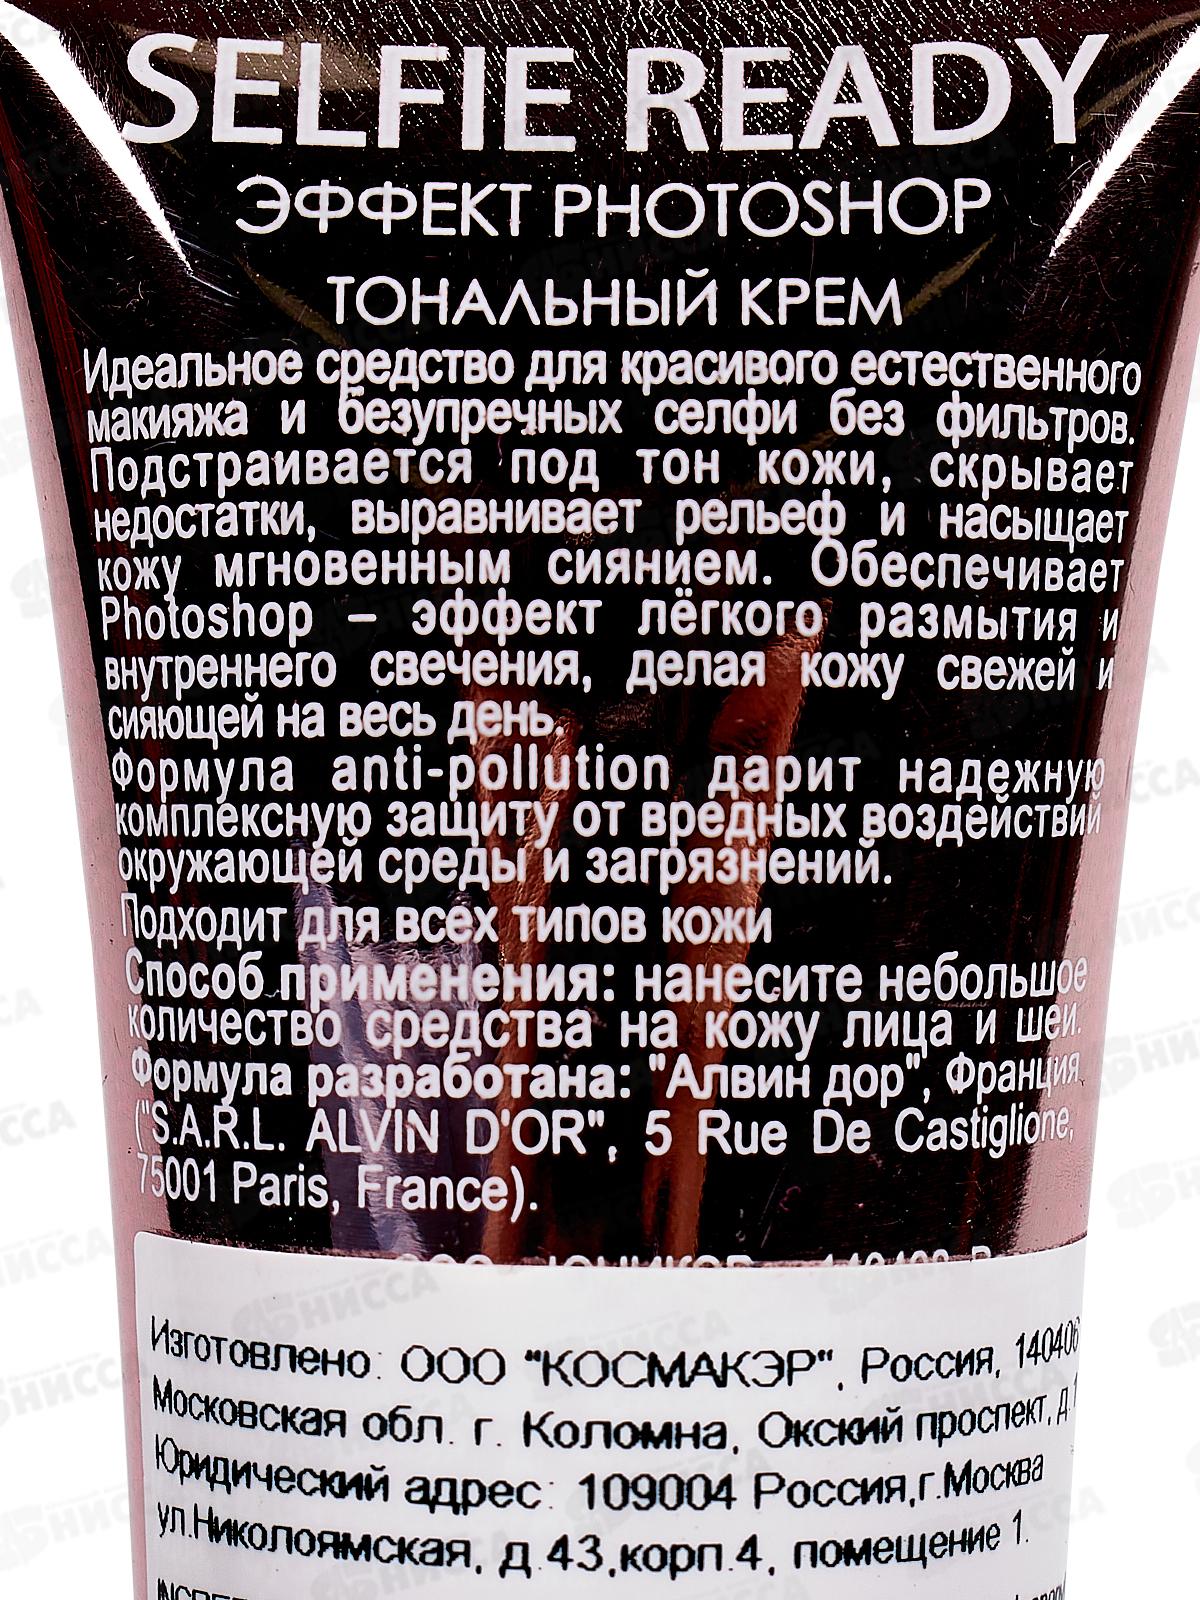 SELFIE READY
ЭФФЕКТ PHOTOSHOP
ТОНАЛЬНЫЙ КРЕМ
Идеальное средство для красивого естественного
макияжа и безупречных селфи без фильтров.
Подстраивается под тон кожи, скрывает
недостатки, выравнивает рельеф и насыщает
кожу мгновенным сиянием. Обеспечивает
Photoshop – эффект лёгкого размытия и
внутреннего свечения, делая кожу свежей и
сияющей на весь день.
Формула anti-pollution дарит надежную
комплексную защиту от вредных воздействий
окружающей среды и загрязнений.
Подходит для всех типов кожи
Способ применения: нанесите небольшое
количество средства на кожу лица и шеи.
Формула разработана: "Алвин дор", Франция
("S.A.R.L. ALVIN D'OR", 5 Rue De Castiglione,
75001 Paris, France).
Изготовлено: ООО "КОСМАКЭР", Россия, 140406
Московская обл. г. Коломна, Окский проспект, д.1
Юридический адрес: 109004 Россия,г.Москва
ул.Николоямская, д.43,корп.4, помещение 1.